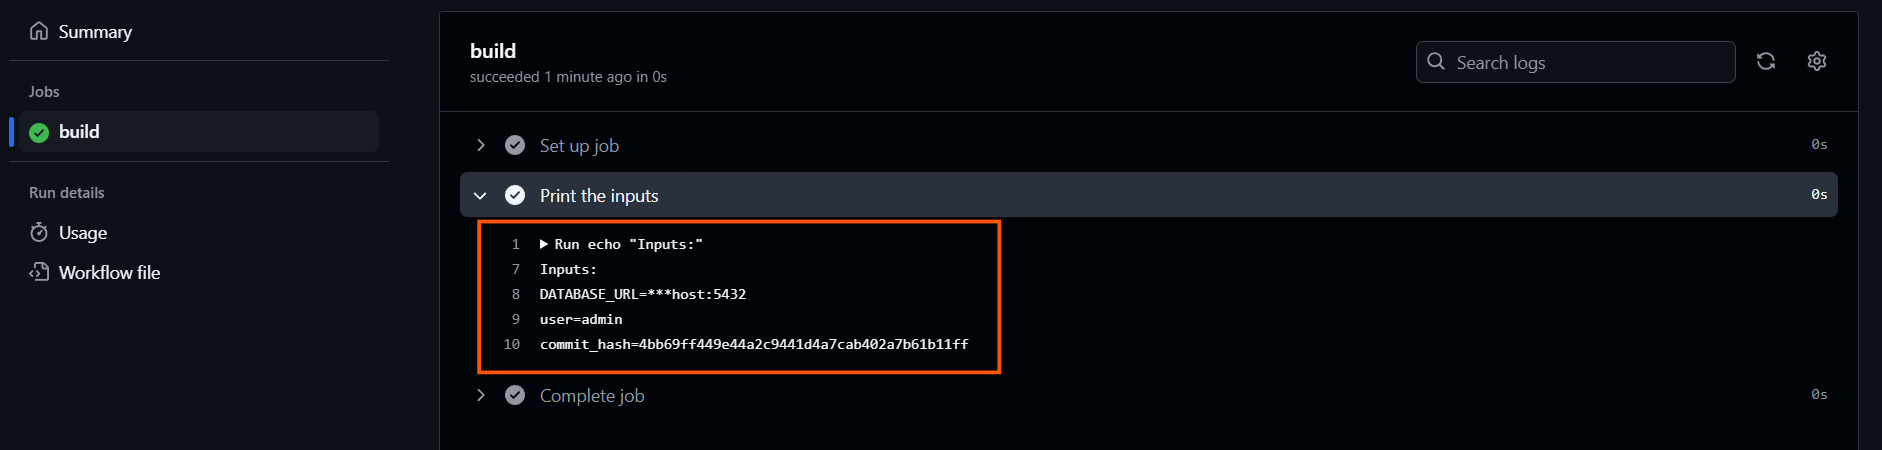 Summary
Jobs
build
Run details
Usage
Workflow file
build
succeeded 1 minute ago in 0s
Search logs
Set up job 0s
Print the inputs 0s
1 Run echo "Inputs:"
7 Inputs:
8 DATABASE_URL=***host:5432
9 user=admin
10 commit_hash=4bb69ff449e44a2c9441d4a7cab402a7b61b11ff
Complete job 0s